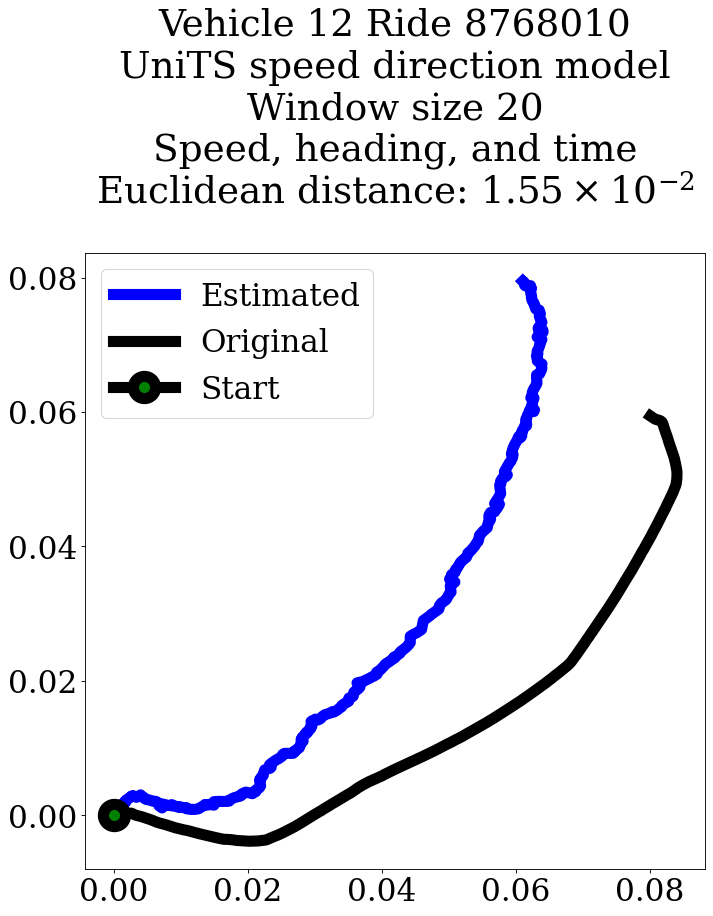 Vehicle 12 Ride 8768010
UniTS speed direction model
Window size 20
Speed, heading, and time
Euclidean distance: 1.55 × 10⁻²
Estimated
Original
Start
0.08
0.06
0.04
0.02
0.00
0.00 0.02 0.04 0.06 0.08